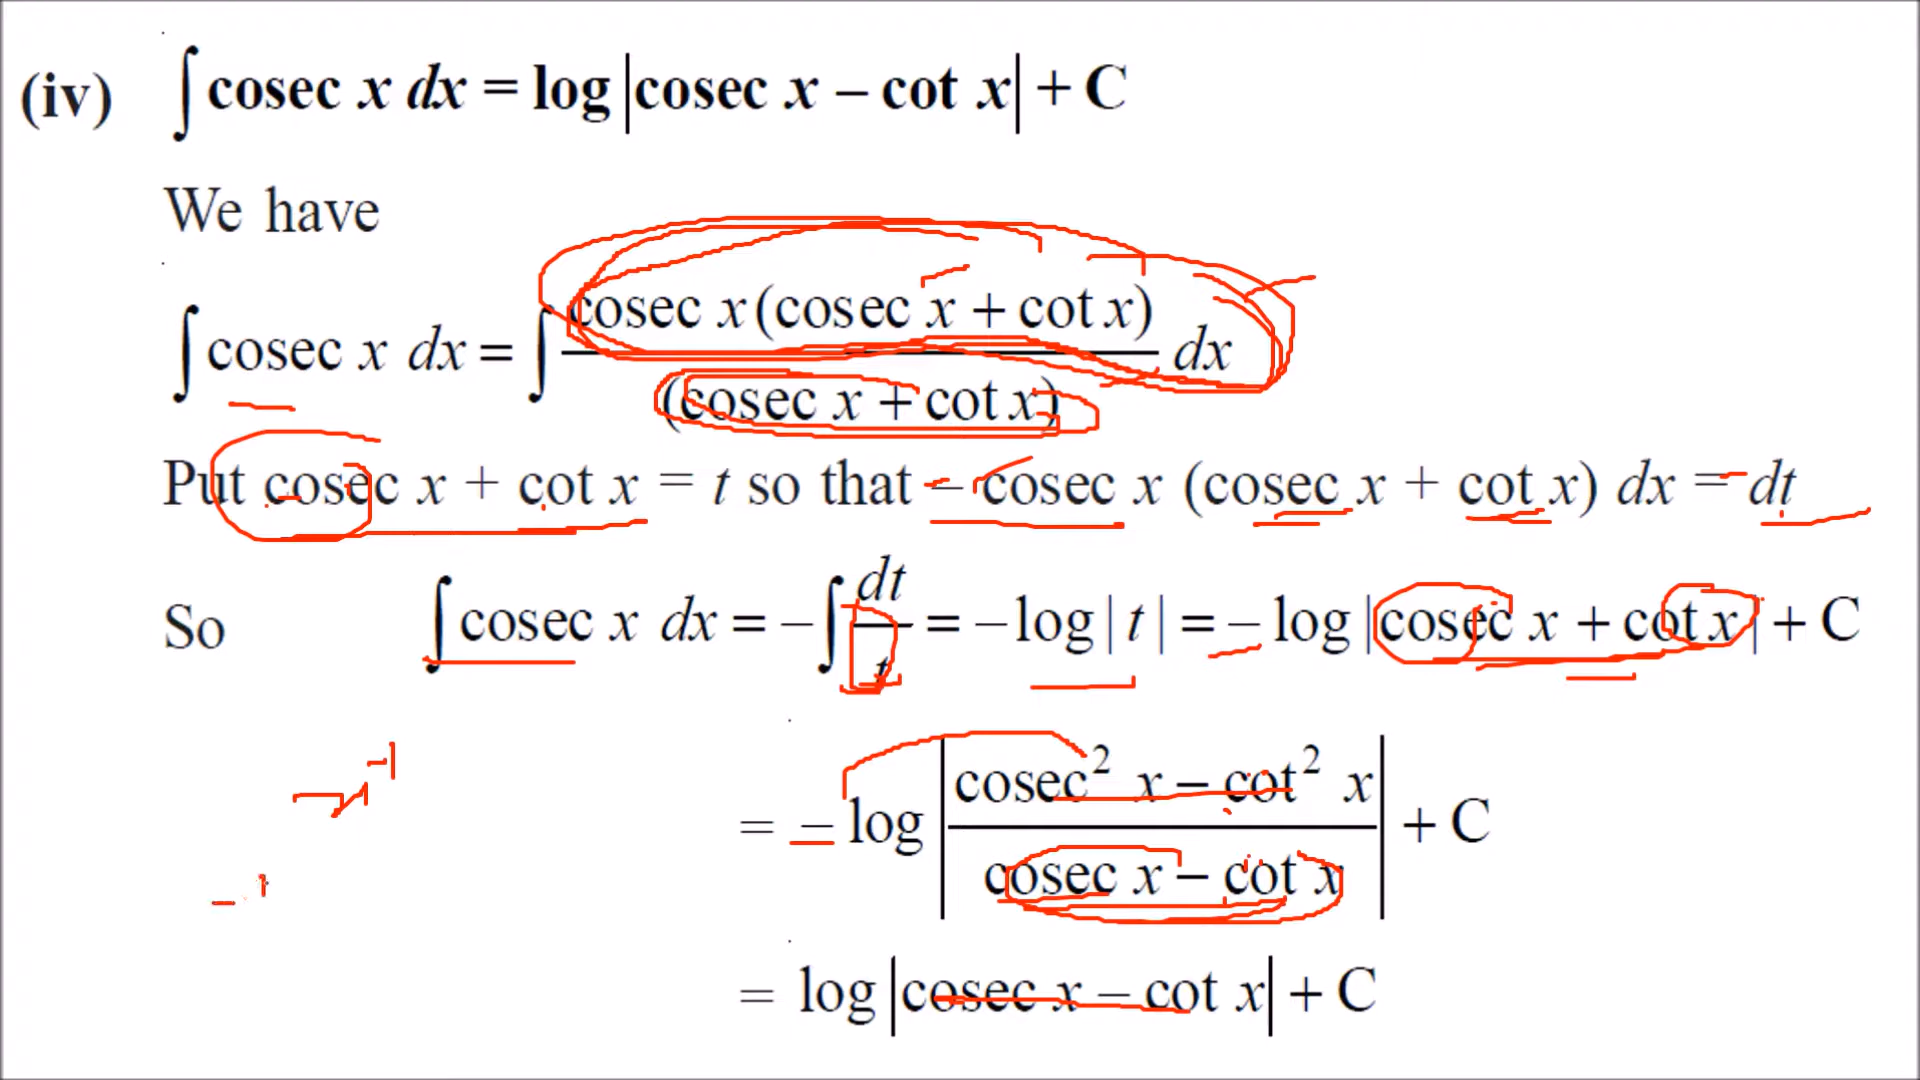 (iv) ∫ cosec x dx = log |cosec x – cot x| + C
We have
∫ cosec x dx = ∫ cosec x (cosec x + cot x) / (cosec x + cot x) dx
Put cosec x + cot x = t so that – cosec x (cosec x + cot x) dx = dt
So ∫ cosec x dx = – ∫ dt / t = – log | t | = – log |cosec x + cot x| + C
= – log | cosec² x – cot² x / cosec x – cot x | + C
= log |cosec x – cot x| + C